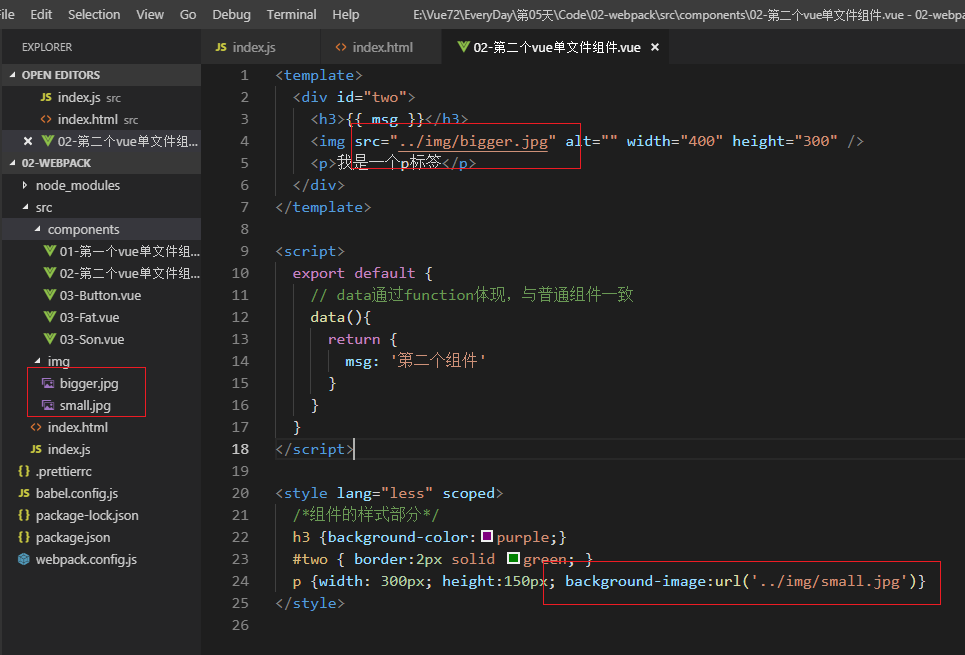 File Edit Selection View Go Debug Terminal Help E:\Vue72\EveryDay\第05天\Code\02-webpack\src\components\02-第二个vue单文件组件.vue - 02-webpa
EXPLORER
OPEN EDITORS
JS index.js src
<> index.html src
× 02-第二个vue单文件组...
02-WEBPACK
node_modules
src
components
01-第一个vue单文件组...
02-第二个vue单文件组...
03-Button.vue
03-Fat.vue
03-Son.vue
img
bigger.jpg
small.jpg
<> index.html
JS index.js
{} .prettierrc
JS babel.config.js
{} package-lock.json
{} package.json
webpack.config.js
JS index.js <> index.html 02-第二个vue单文件组件.vue ×
1 <template>
2 <div id="two">
3 <h3>{{ msg }}</h3>
4 <img src="../img/bigger.jpg" alt="" width="400" height="300" />
5 <p>我是一个p标签</p>
6 </div>
7 </template>
8
9 <script>
10 export default {
11 // data通过function体现，与普通组件一致
12 data(){
13 return {
14 msg: '第二个组件'
15 }
16 }
17 }
18 </script>
19
20 <style lang="less" scoped>
21 /*组件的样式部分*/
22 h3 {background-color:purple;}
23 #two { border:2px solid green; }
24 p {width: 300px; height:150px; background-image:url('../img/small.jpg')}
25 </style>
26